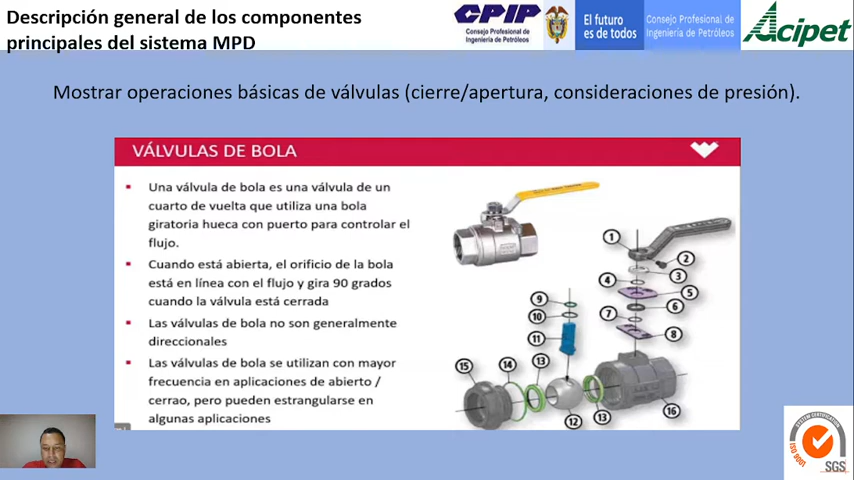 Descripción general de los componentes
principales del sistema MPD
CPIP
Consejo Profesional de
Ingeniería de Petróleos
El futuro
es de todos
Consejo Profesional de
Ingeniería de Petróleos
Acipet
Mostrar operaciones básicas de válvulas (cierre/apertura, consideraciones de presión).
VÁLVULAS DE BOLA
Una válvula de bola es una válvula de un
cuarto de vuelta que utiliza una bola
giratoria hueca con puerto para controlar el
flujo.
Cuando está abierta, el orificio de la bola
está en línea con el flujo y gira 90 grados
cuando la válvula está cerrada
Las válvulas de bola no son generalmente
direccionales
Las válvulas de bola se utilizan con mayor
frecuencia en aplicaciones de abierto /
cerrao, pero pueden estrangularse en
algunas aplicaciones
1
2
3
4
5
6
7
8
9
10
11
12
13
13
14
15
16
SYSTEM CERTIFICATION
ISO 9001
SGS